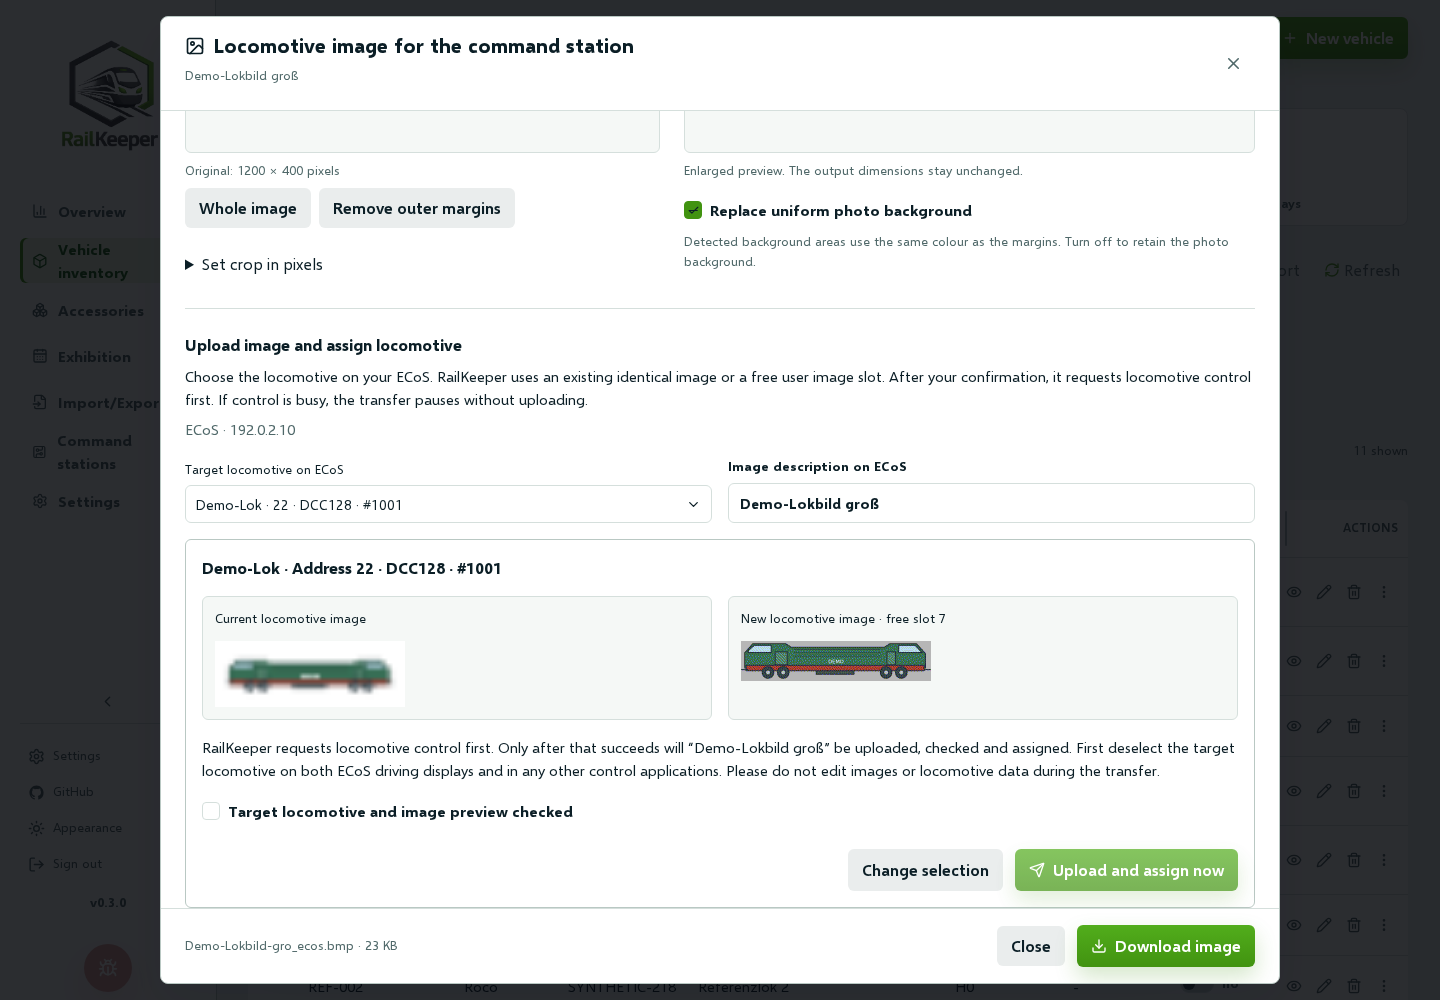 Locomotive image for the command station
Demo-Lokbild groß
New vehicle
RailKeeper
Original: 1200 × 400 pixels
Enlarged preview. The output dimensions stay unchanged.
Whole image
Remove outer margins
Replace uniform photo background
Detected background areas use the same colour as the margins. Turn off to retain the photo
background.
Set crop in pixels
Overview
Vehicle
inventory
Accessories
Exhibition
Import/Expor
Command
stations
Settings
ays
ort
Refresh
Upload image and assign locomotive
Choose the locomotive on your ECoS. RailKeeper uses an existing identical image or a free user image slot. After your confirmation, it requests locomotive control
first. If control is busy, the transfer pauses without uploading.
ECoS · 192.0.2.10
11 shown
Target locomotive on ECoS
Image description on ECoS
Demo-Lok · 22 · DCC128 · #1001
Demo-Lokbild groß
ACTIONS
Demo-Lok · Address 22 · DCC128 · #1001
Current locomotive image
New locomotive image · free slot 7
DEMO
RailKeeper requests locomotive control first. Only after that succeeds will “Demo-Lokbild groß” be uploaded, checked and assigned. First deselect the target
locomotive on both ECoS driving displays and in any other control applications. Please do not edit images or locomotive data during the transfer.
Target locomotive and image preview checked
Change selection
Upload and assign now
Settings
GitHub
Appearance
Sign out
v0.3.0
Demo-Lokbild-gro_ecos.bmp · 23 KB
Close
Download image
REF-002
Roco
SYNTHETIC-218
Referenzlok 2
H0
-